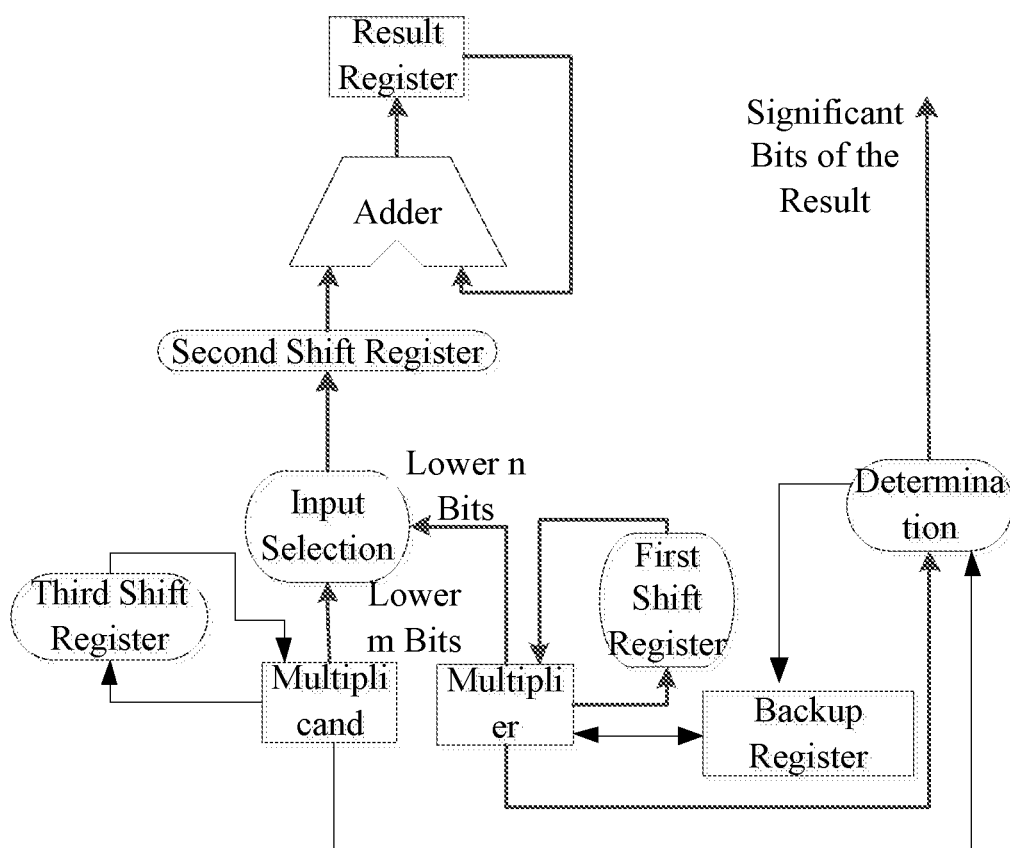 Result
Register
Significant
Bits of the
Result
Adder
Second Shift Register
Lower n
Bits
Input
Selection
Determina
tion
First
Shift
Register
Third Shift
Register
Lower
m Bits
Multipli
cand
Multipli
er
Backup
Register